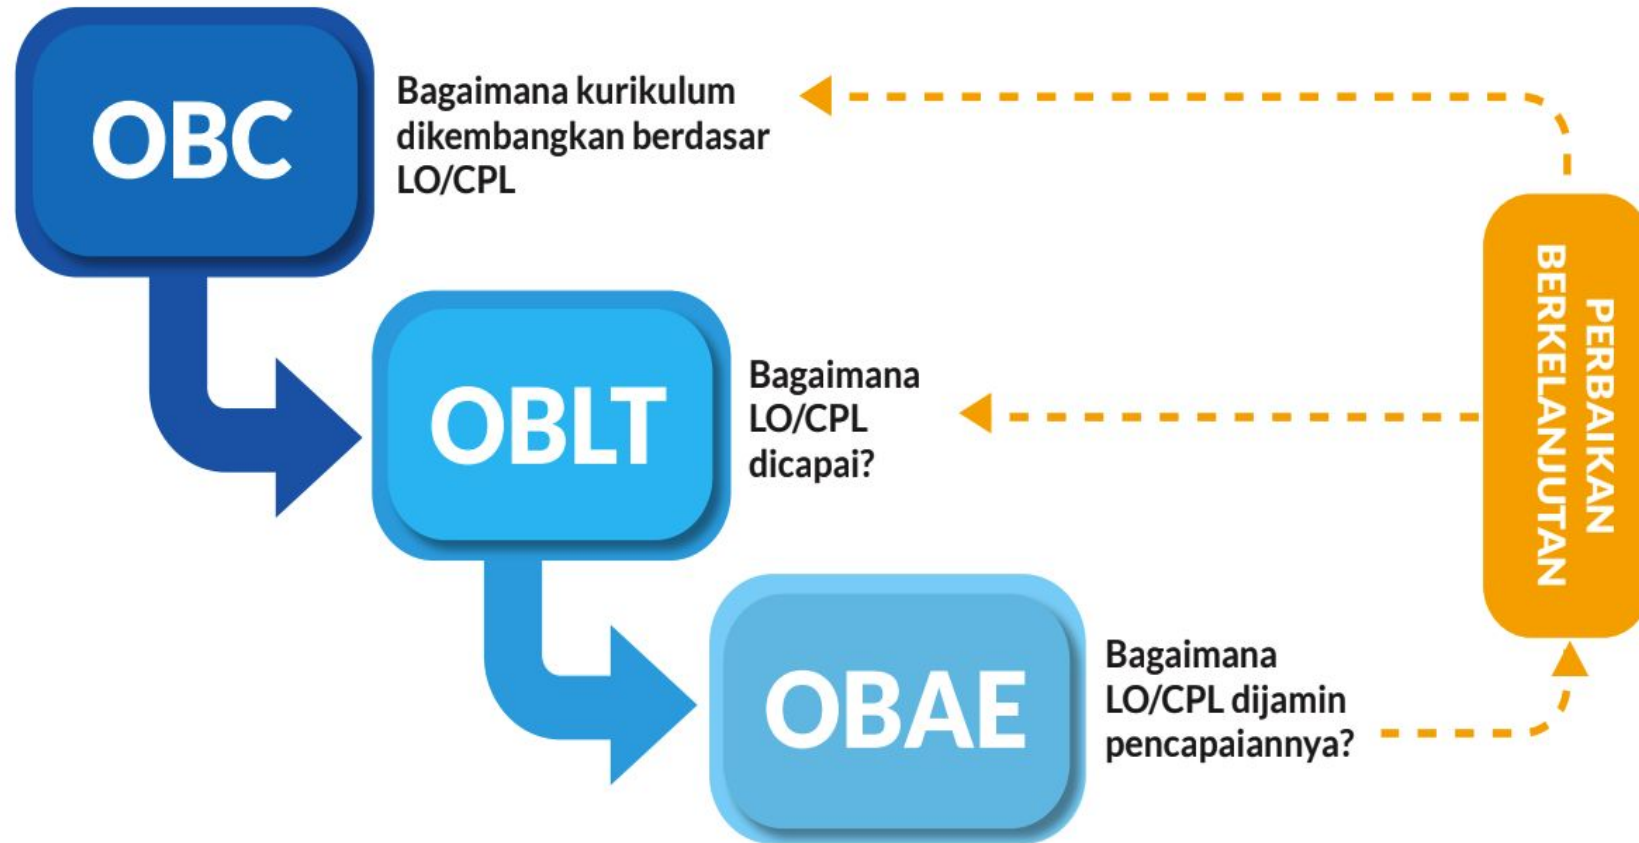 OBC
Bagaimana kurikulum
dikembangkan berdasar
LO/CPL
OBLT
Bagaimana
LO/CPL
dicapai?
OBAE
Bagaimana
LO/CPL dijamin
pencapaiannya?
PERBAIKAN
BERKELANJUTAN